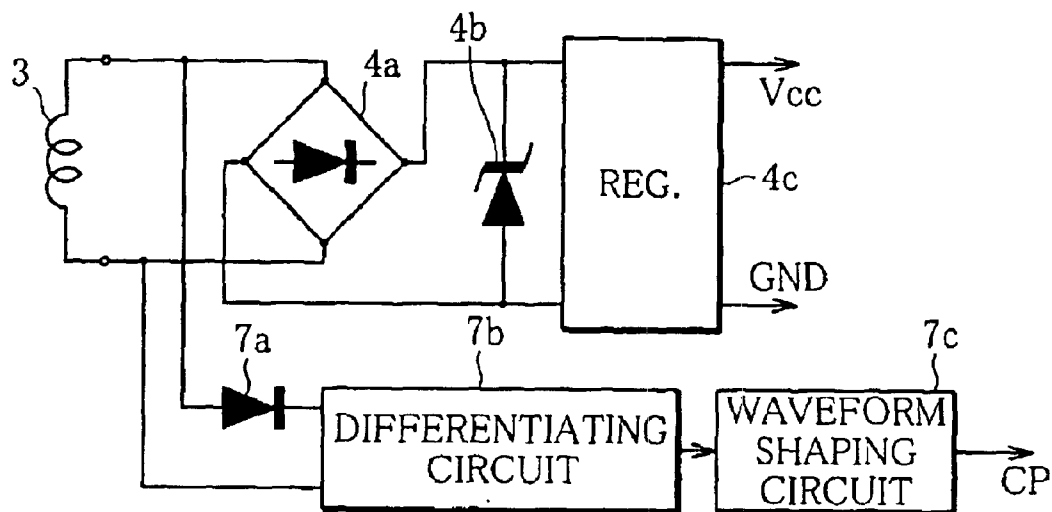 3
4a
4b
REG.
Vcc
4c
GND
7a
7b
7c
DIFFERENTIATING
CIRCUIT
WAVEFORM
SHAPING
CIRCUIT
CP